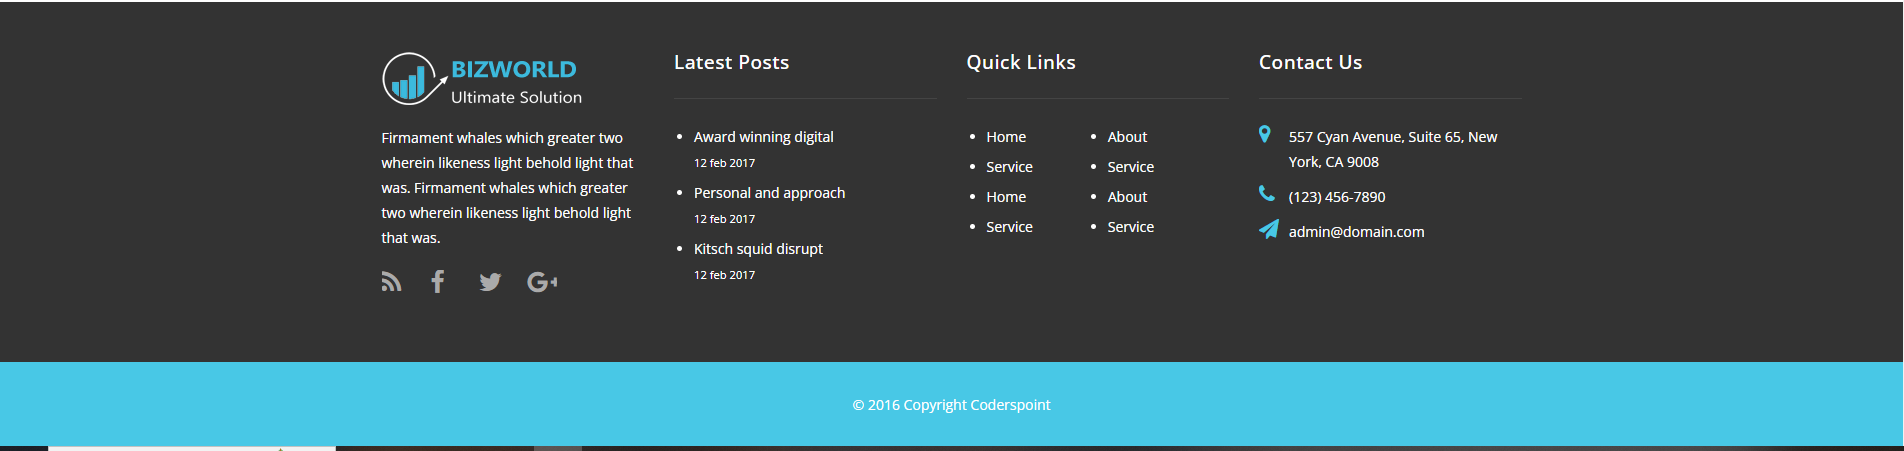 BIZWORLD
Ultimate Solution
Firmament whales which greater two
wherein likeness light behold light that
was. Firmament whales which greater
two wherein likeness light behold light
that was.
Latest Posts
Award winning digital
12 feb 2017
Personal and approach
12 feb 2017
Kitsch squid disrupt
12 feb 2017
Quick Links
Home
Service
Home
Service
About
Service
About
Service
Contact Us
557 Cyan Avenue, Suite 65, New
York, CA 9008
(123) 456-7890
admin@domain.com
© 2016 Copyright Coderspoint